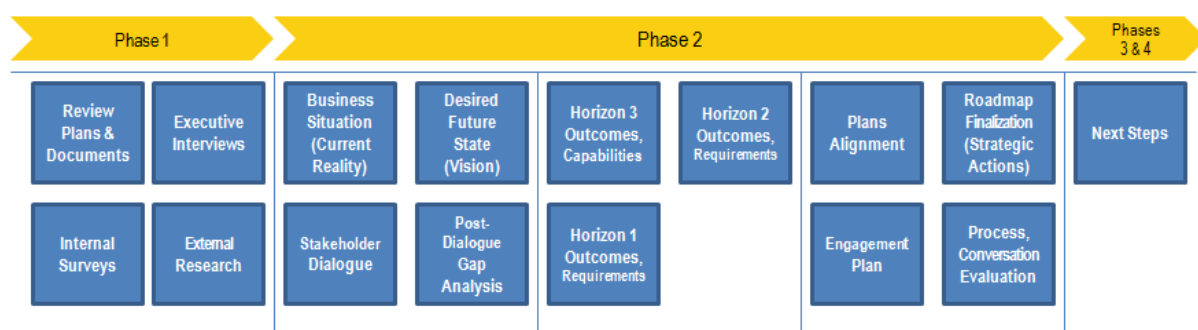 Phase 1
Phase 2
Phases
3 & 4
Review
Plans &
Documents
Executive
Interviews
Business
Situation
(Current
Reality)
Desired
Future
State
(Vision)
Horizon 3
Outcomes,
Capabilities
Horizon 2
Outcomes,
Requirements
Plans
Alignment
Roadmap
Finalization
(Strategic
Actions)
Next Steps
Internal
Surveys
External
Research
Stakeholder
Dialogue
Post-
Dialogue
Gap
Analysis
Horizon 1
Outcomes,
Requirements
Engagement
Plan
Process,
Conversation
Evaluation